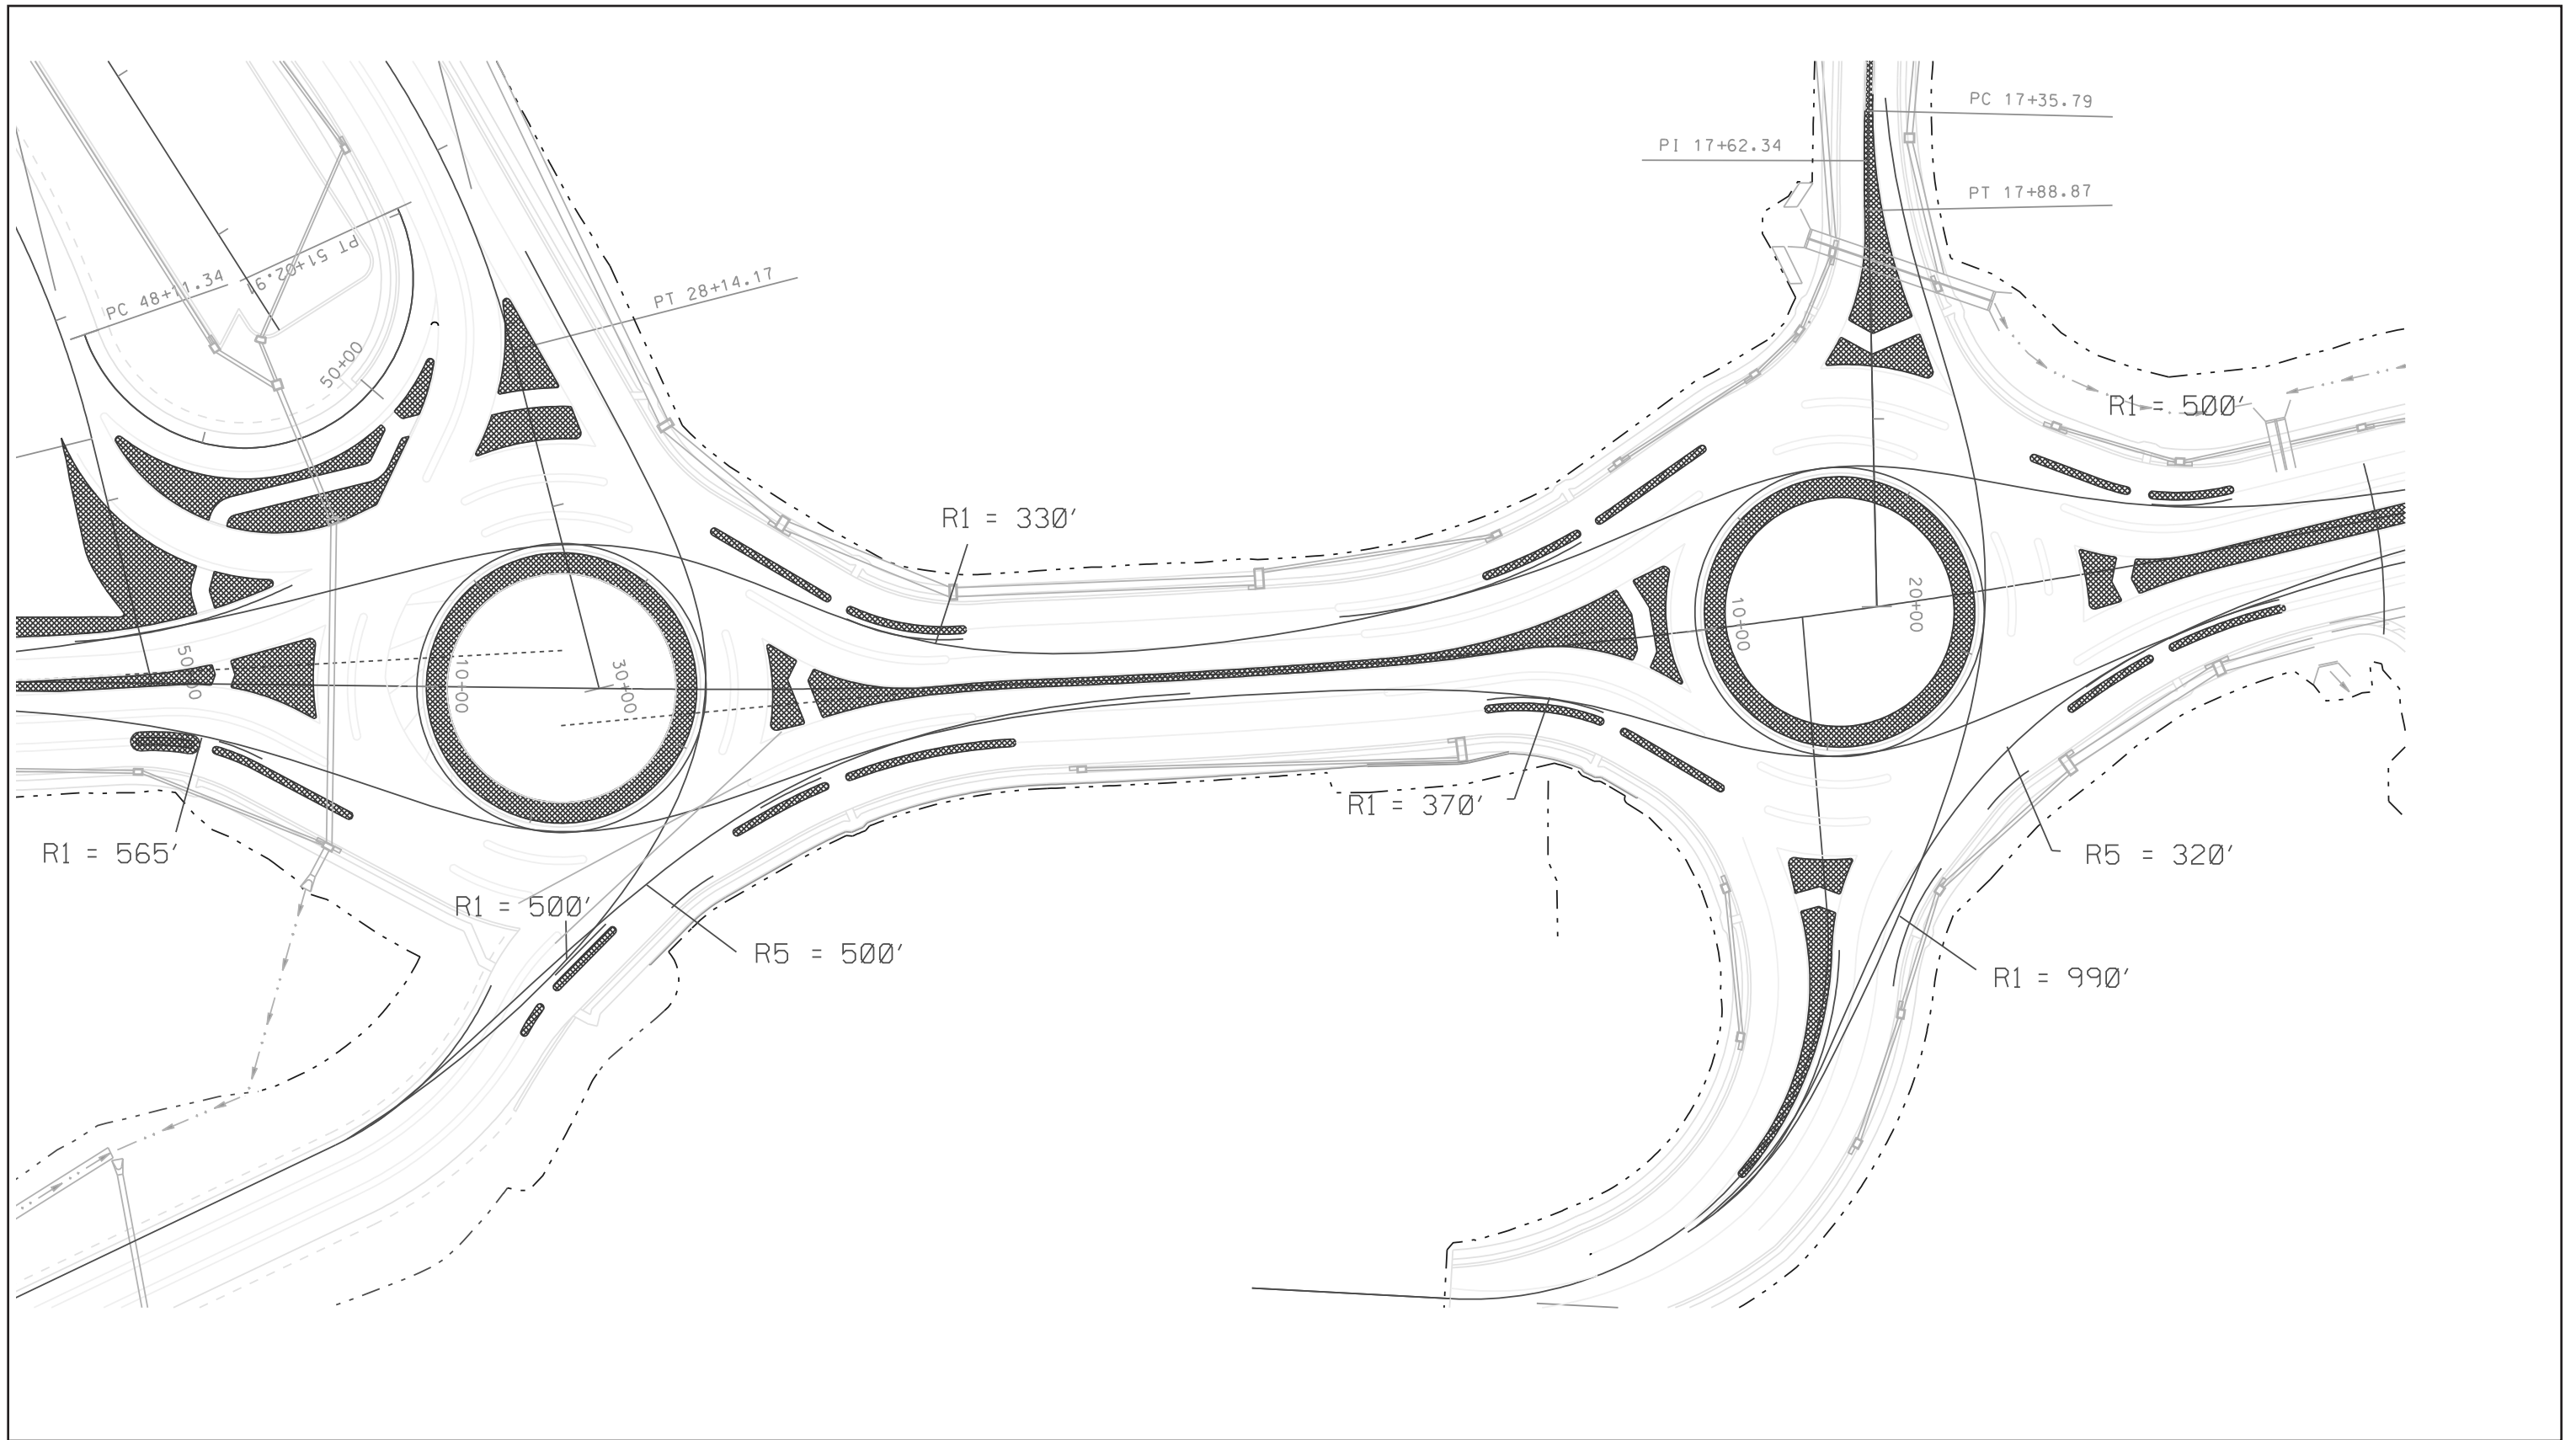 PC 17+35.79
PI 17+62.34
PT 17+88.87
PT 51+02.91
PC 48+11.34
PT 28+14.17
50+00
R1 = 500'
R1 = 330'
20+00
10+00
50+00
10+00
30+00
R1 = 370'
R1 = 565'
R5 = 320'
R1 = 500'
R5 = 500'
R1 = 990'